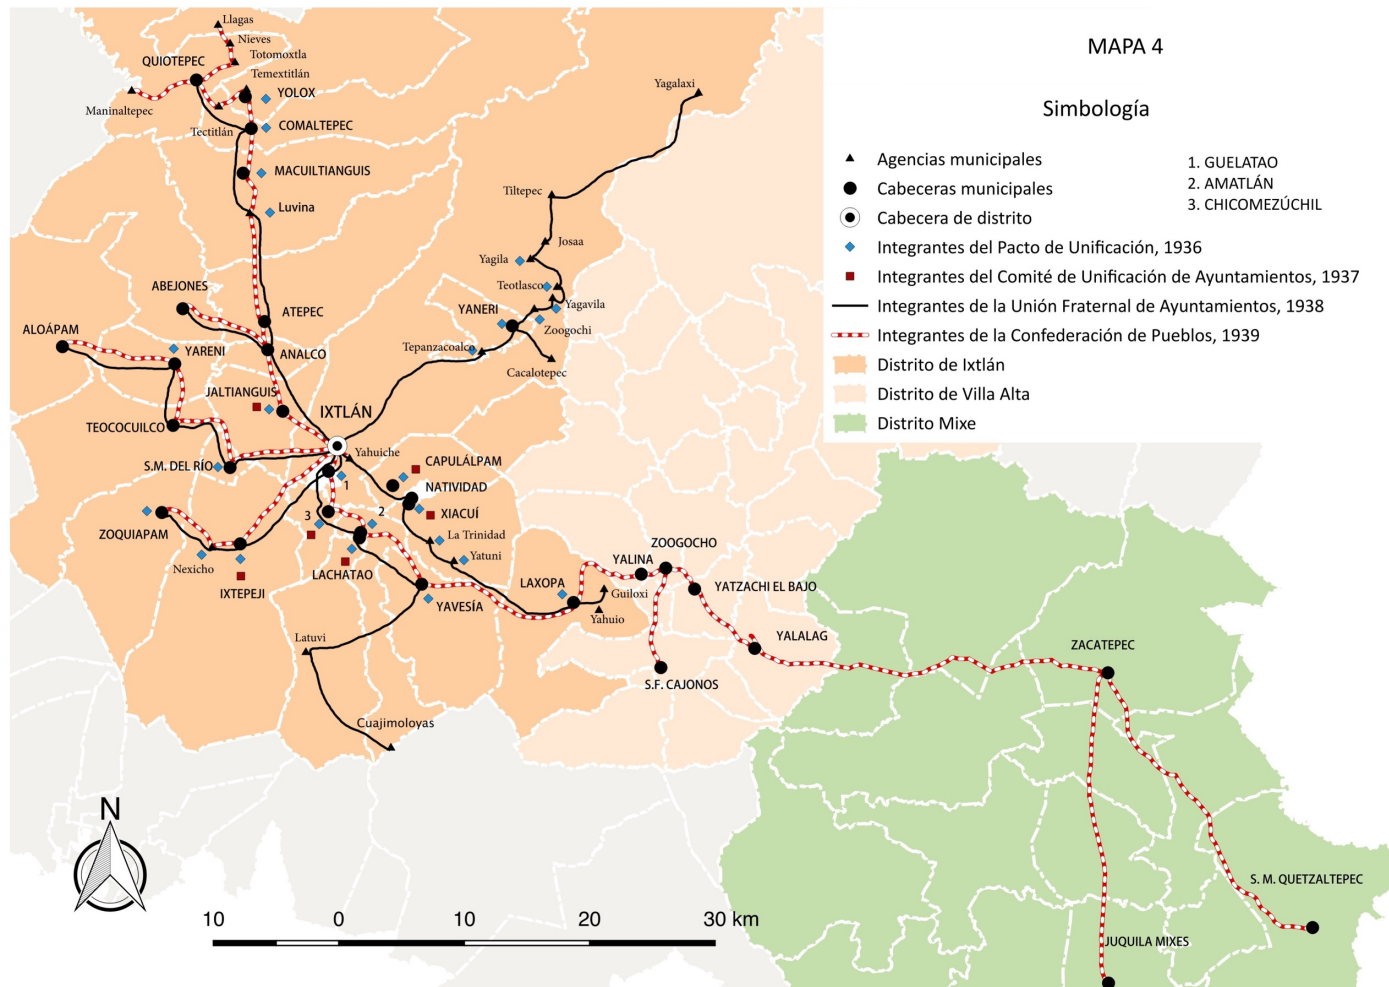 MAPA 4
Simbología
Agencias municipales
Cabeceras municipales
Cabecera de distrito
Integrantes del Pacto de Unificación, 1936
Integrantes del Comité de Unificación de Ayuntamientos, 1937
Integrantes de la Unión Fraternal de Ayuntamientos, 1938
Integrantes de la Confederación de Pueblos, 1939
Distrito de Ixtlán
Distrito de Villa Alta
Distrito Mixe
1. GUELATAO
2. AMATLÁN
3. CHICOMEZÚCHIL
Llagas
Nieves
Totomoxtla
QUIOTEPEC
Temextitlán
YOLOX
Maninaltepec
Tectitlán
COMALTEPEC
MACUILTIANGUIS
Luvina
Yagalaxi
Tiltepec
Josaa
Yagila
Teotlasco
Yagavila
YANERI
Zoogochi
Tepanzacoalco
Cacalotepec
ABEJONES
ATEPEC
ALOÁPAM
YARENI
ANALCO
JALTIANGUIS
IXTLÁN
TEOCOCUILCO
S.M. DEL RÍO
Yahuiche
CAPULÁLPAM
NATIVIDAD
1
XIACUÍ
2
3
ZOQUIAPAM
La Trinidad
Nexicho
Yatuni
IXTEPEJI
LACHATAO
YAVESÍA
LAXOPA
Guiloxi
Yahuio
YALINA
ZOOGOCHO
YATZACHI EL BAJO
YALALAG
S.F. CAJONOS
Latuvi
Cuajimoloyas
ZACATEPEC
S. M. QUETZALTEPEC
JUQUILA MIXES
N
10 0 10 20 30 km